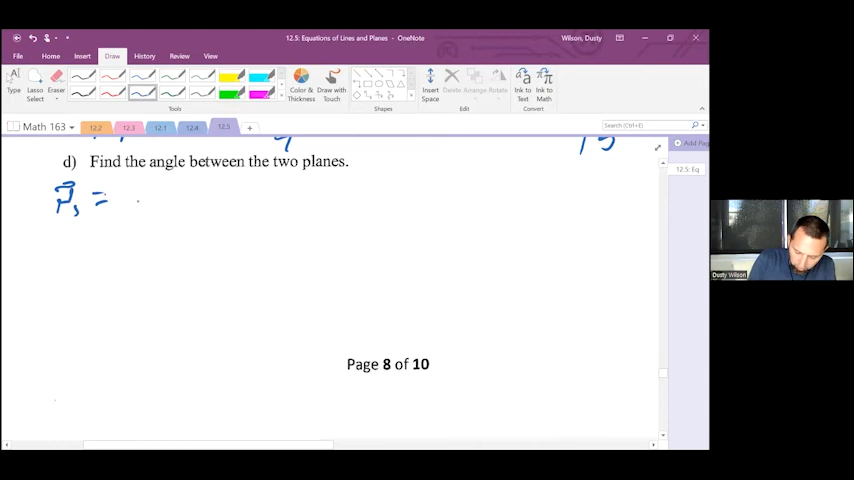 12.5: Equations of Lines and Planes - OneNote
Wilson, Dusty
File Home Insert Draw History Review View
Type
Lasso Select
Eraser
Color & Thickness
Draw with Touch
Insert Space
Delete
Arrange
Rotate
Ink to Text
Ink to Math
Tools
Shapes
Edit
Convert
Math 163
12.2 12.3 12.1 12.4 12.5 +
Search (Ctrl+E)
Add Pag
12.5: Eq
d) Find the angle between the two planes.
=
Page 8 of 10
Dusty Wilson